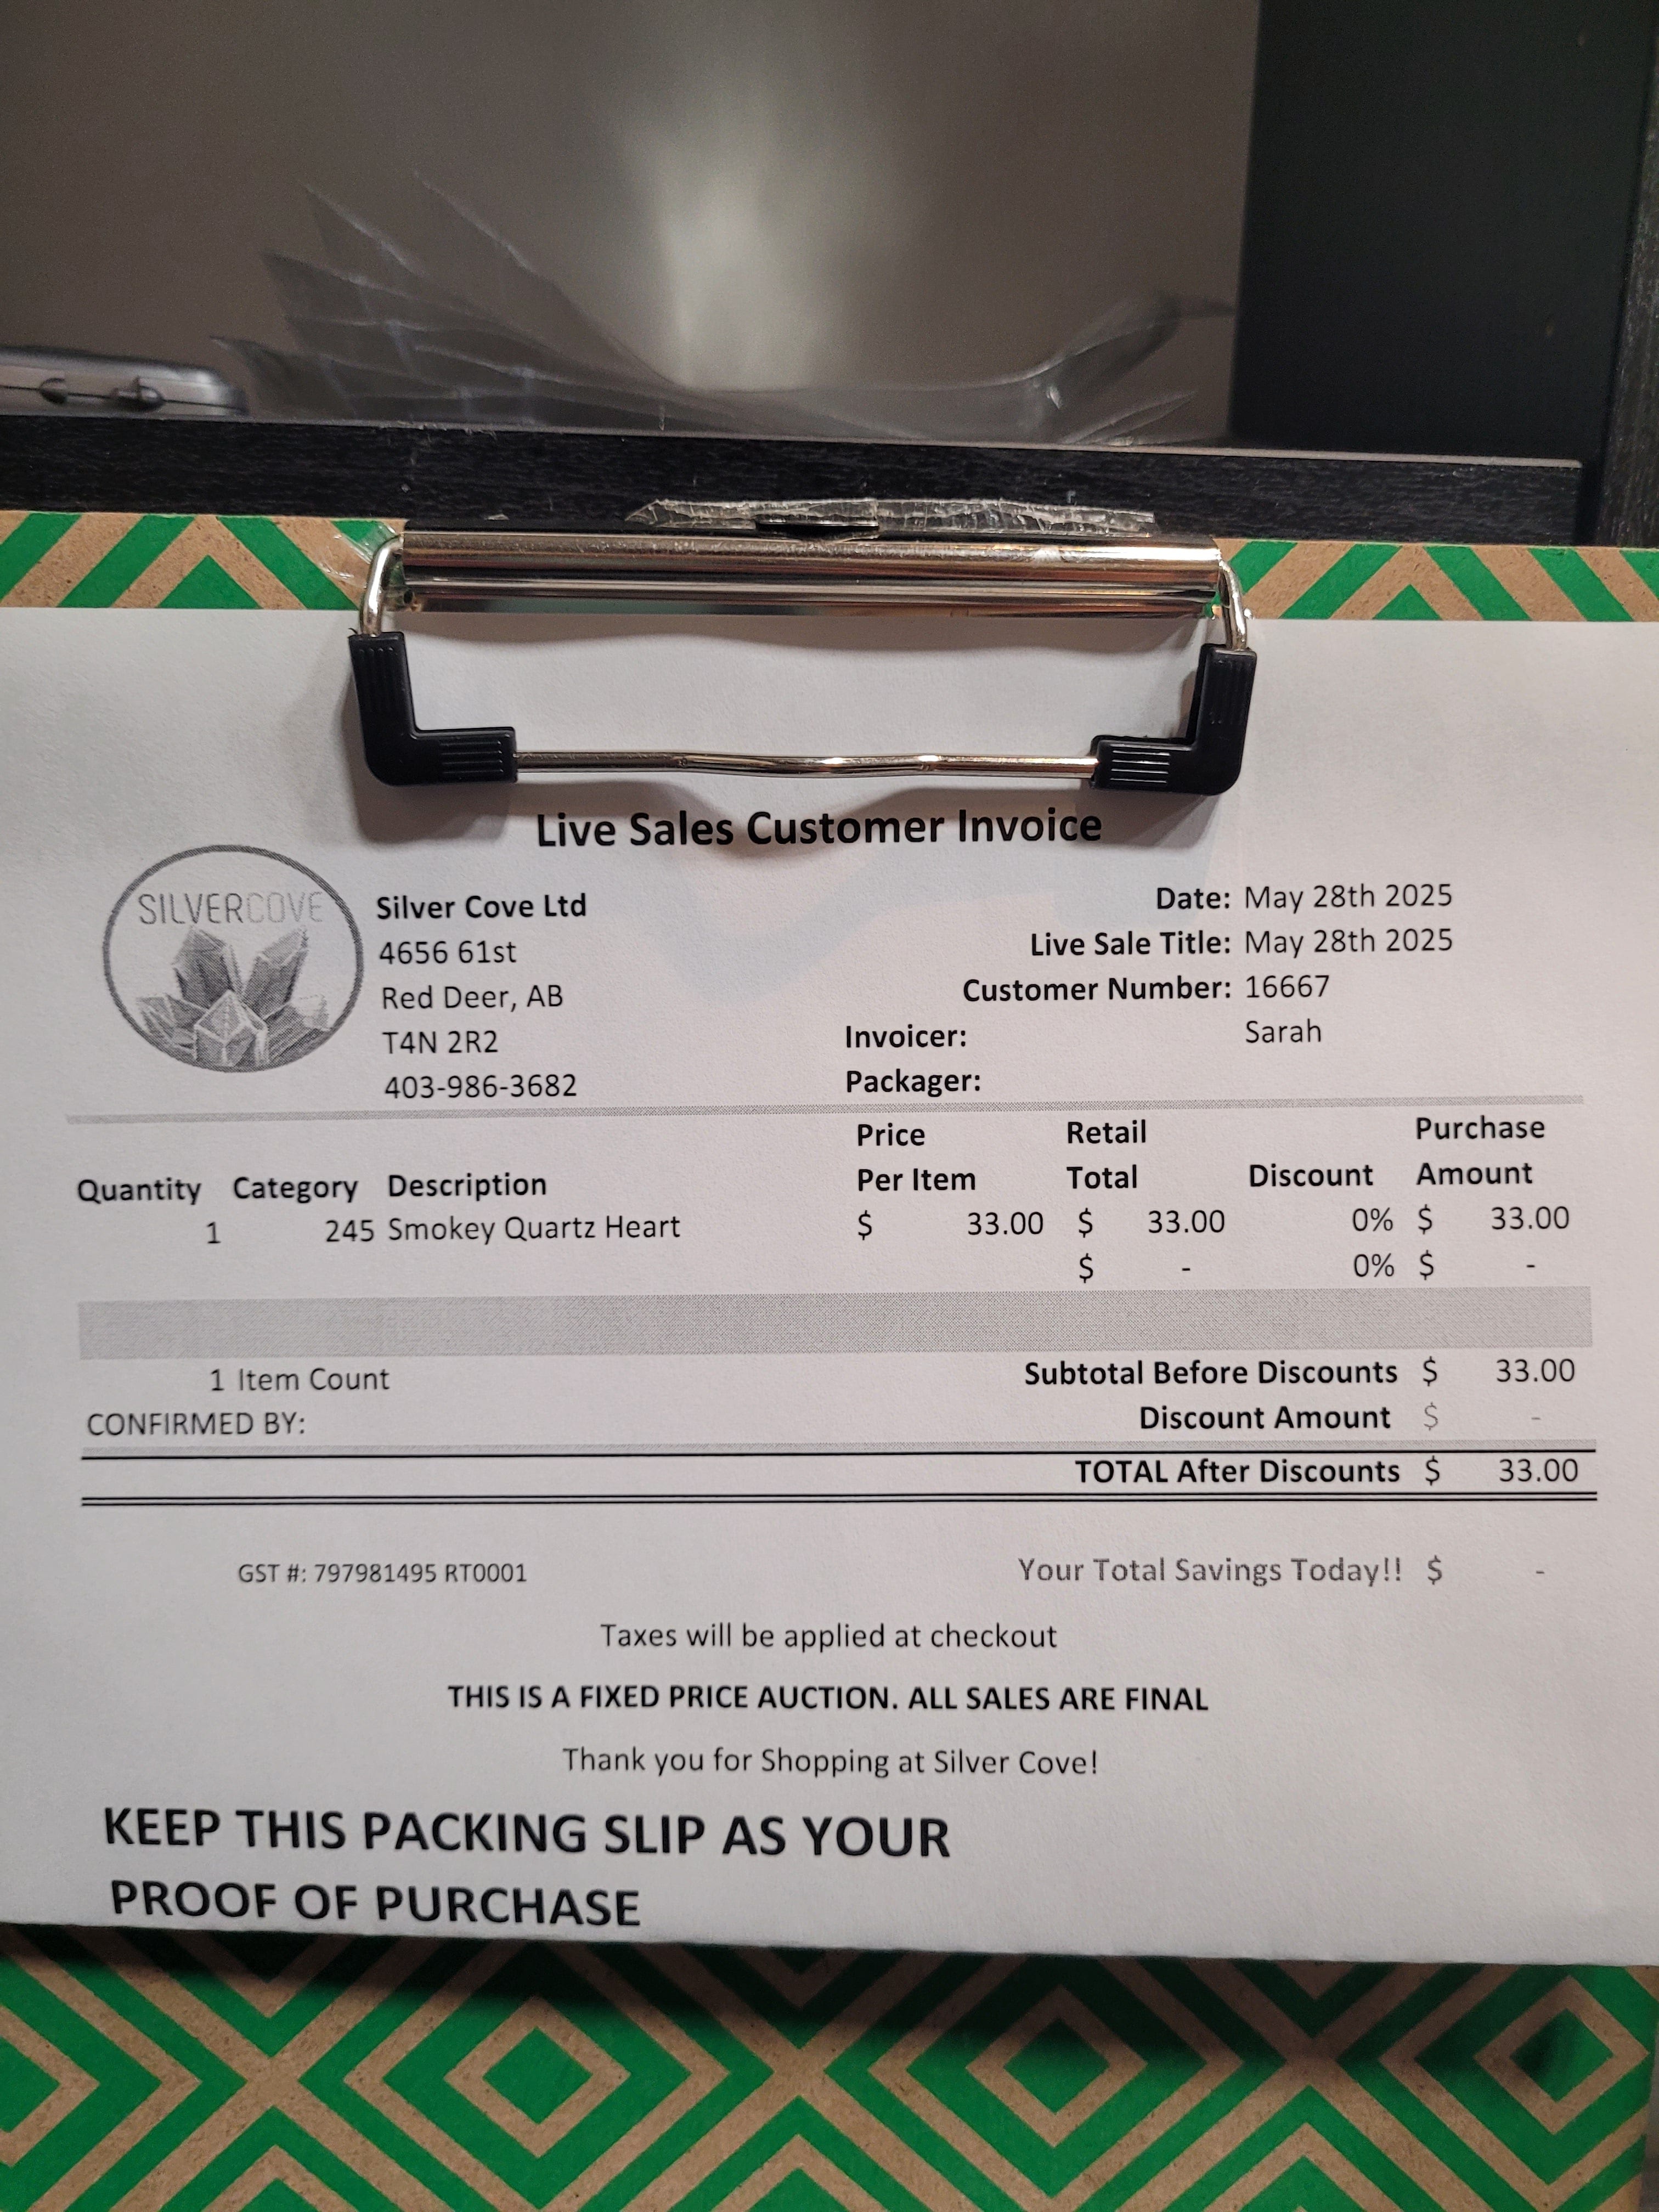 Live Sales Customer Invoice
SILVERCOVE
Silver Cove Ltd
4656 61st
Red Deer, AB
T4N 2R2
403-986-3682
Date: May 28th 2025
Live Sale Title: May 28th 2025
Customer Number: 16667
Invoicer: Sarah
Packager:
Quantity Category Description Price Per Item Retail Total Discount Purchase Amount
1 245 Smokey Quartz Heart $ 33.00 $ 33.00 0% $ 33.00
$ - 0% $ -
1 Item Count Subtotal Before Discounts $ 33.00
CONFIRMED BY: Discount Amount $ -
TOTAL After Discounts $ 33.00
GST #: 797981495 RT0001 Your Total Savings Today!! $ -
Taxes will be applied at checkout
THIS IS A FIXED PRICE AUCTION. ALL SALES ARE FINAL
Thank you for Shopping at Silver Cove!
KEEP THIS PACKING SLIP AS YOUR
PROOF OF PURCHASE